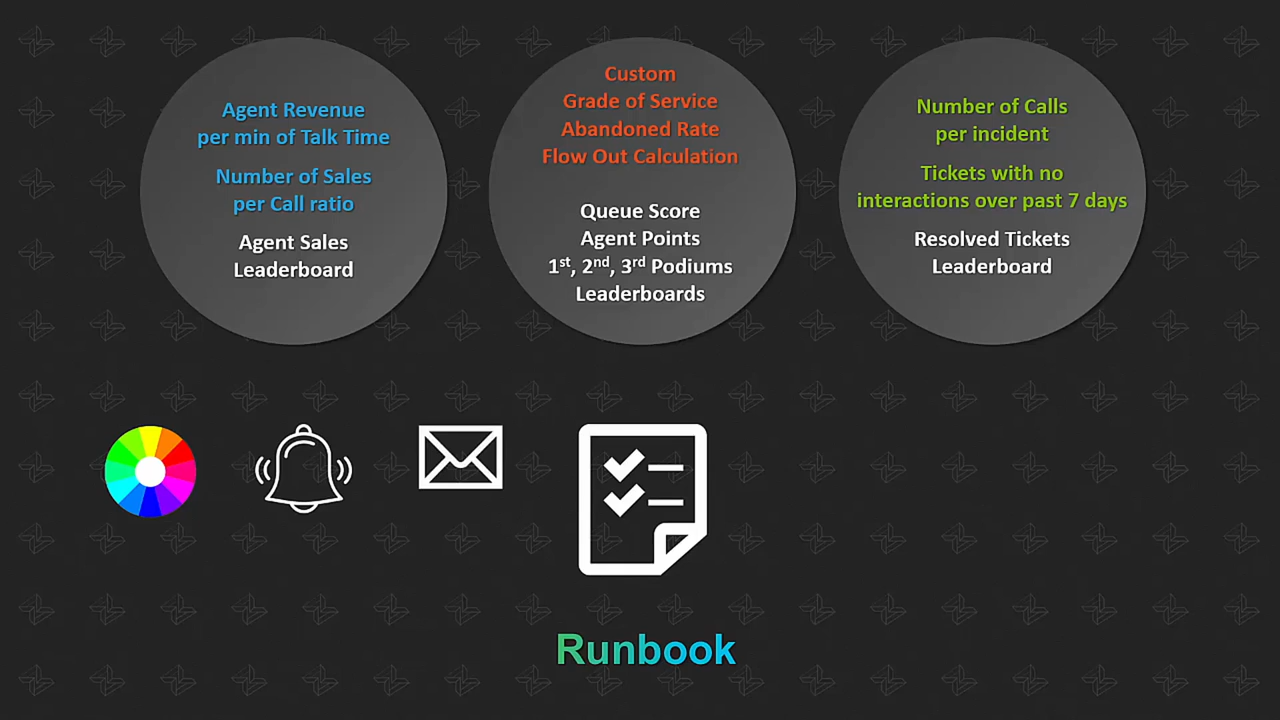 Agent Revenue
per min of Talk Time
Number of Sales
per Call ratio
Agent Sales
Leaderboard
Custom
Grade of Service
Abandoned Rate
Flow Out Calculation
Queue Score
Agent Points
1st, 2nd, 3rd Podiums
Leaderboards
Number of Calls
per incident
Tickets with no
interactions over past 7 days
Resolved Tickets
Leaderboard
Runbook